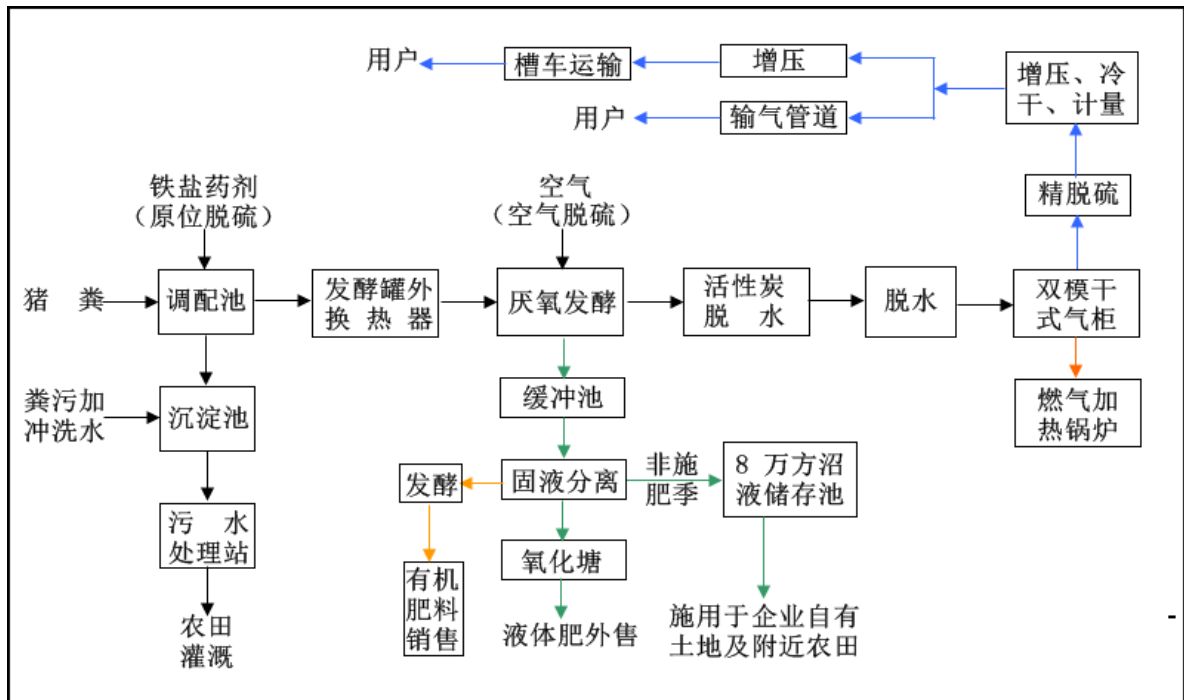 用户
槽车运输
增压
增压、冷
干、计量
用户
输气管道
铁盐药剂
（原位脱硫）
空气
（空气脱硫）
精脱硫
猪 粪
调配池
发酵罐外
换热器
厌氧发酵
活性炭
脱 水
脱水
双模干
式气柜
粪污加
冲洗水
沉淀池
缓冲池
燃气加
热锅炉
发酵
固液分离
非施
肥季
8 万方沼
液储存池
污 水
处理站
氧化塘
有机
肥料
销售
农田
灌溉
液体肥外售
施用于企业自有
土地及附近农田
-